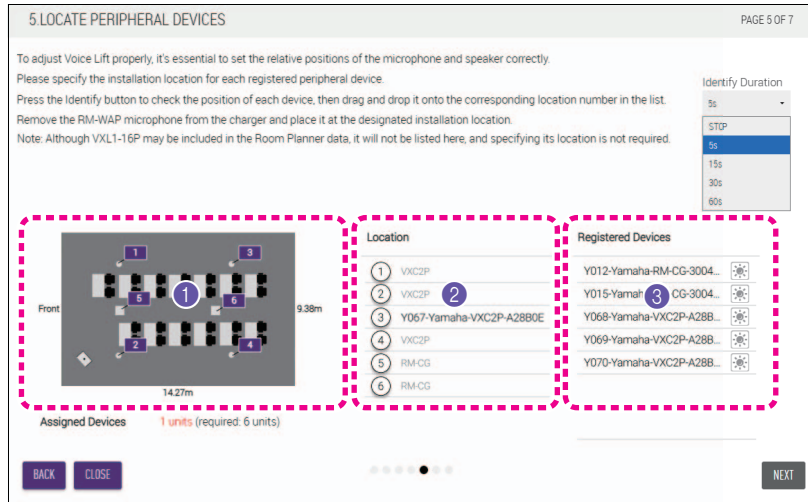 5.LOCATE PERIPHERAL DEVICES
PAGE 5 OF 7
To adjust Voice Lift properly, it's essential to set the relative positions of the microphone and speaker correctly.
Please specify the installation location for each registered peripheral device.
Press the Identify button to check the position of each device, then drag and drop it onto the corresponding location number in the list.
Remove the RM-WAP microphone from the charger and place it at the designated installation location.
Note: Although VXL1-16P may be included in the Room Planner data, it will not be listed here, and specifying its location is not required.
Identify Duration
5s
STOP
5s
15s
30s
60s
1
3
5
6
2
4
1
Front
9.38m
14.27m
Assigned Devices 1 units (required: 6 units)
Location
1 VXC2P
2 VXC2P
2
3 Y067-Yamaha-VXC2P-A28B0E
4 VXC2P
5 RM-CG
6 RM-CG
Registered Devices
Y012-Yamaha-RM-CG-3004...
Y015-Yamah CG-3004...
3
Y068-Yamaha-VXC2P-A28B...
Y069-Yamaha-VXC2P-A28B...
Y070-Yamaha-VXC2P-A28B...
BACK
CLOSE
NEXT